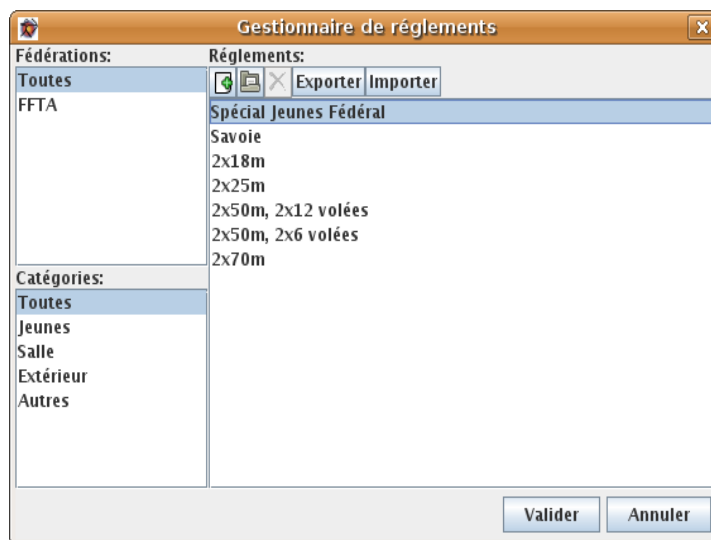 Gestionnaire de réglements
Fédérations:
Toutes
FFTA
Catégories:
Toutes
Jeunes
Salle
Extérieur
Autres
Réglements:
Exporter Importer
Spécial Jeunes Fédéral
Savoie
2x18m
2x25m
2x50m, 2x12 volées
2x50m, 2x6 volées
2x70m
Valider Annuler